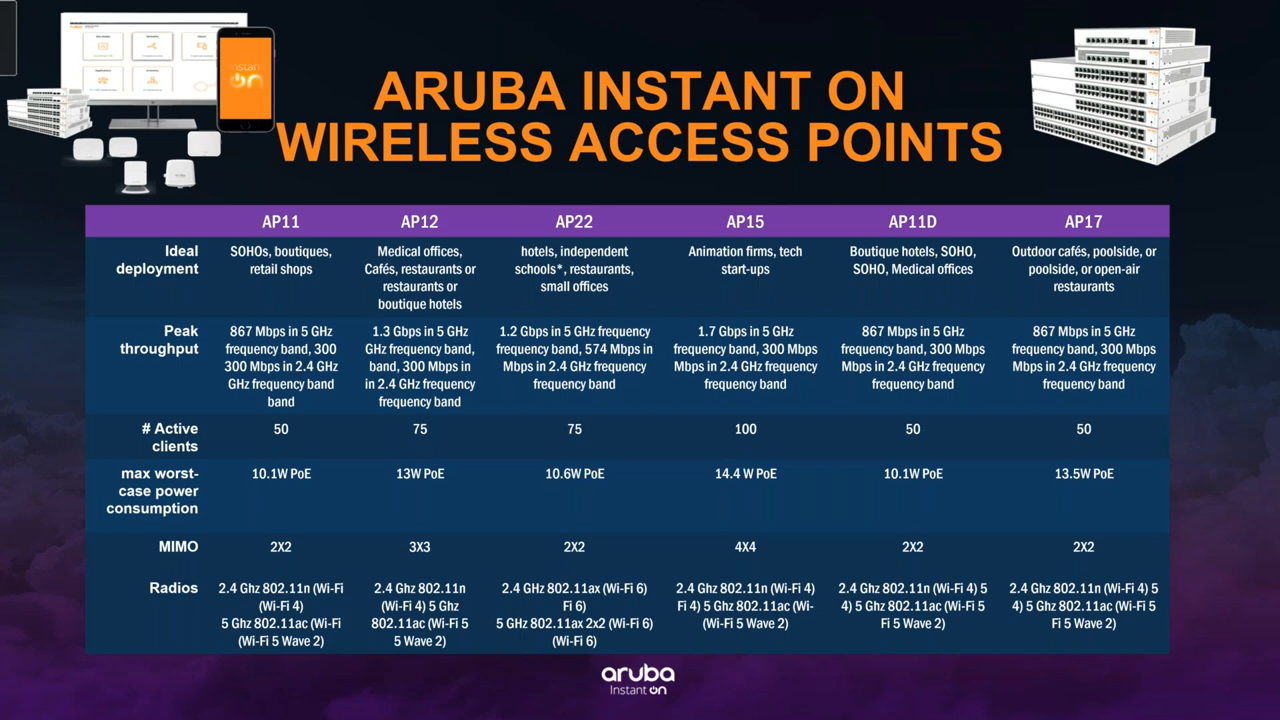 instant
on
ARUBA INSTANT ON
WIRELESS ACCESS POINTS
AP11 AP12 AP22 AP15 AP11D AP17
Ideal
deployment
SOHOs, boutiques,
retail shops
Medical offices,
Cafés, restaurants or
restaurants or
boutique hotels
hotels, independent
schools*, restaurants,
small offices
Animation firms, tech
start-ups
Boutique hotels, SOHO,
SOHO, Medical offices
Outdoor cafés, poolside, or
poolside, or open-air
restaurants
Peak
throughput
867 Mbps in 5 GHz
frequency band, 300
300 Mbps in 2.4 GHz
GHz frequency band
band
1.3 Gbps in 5 GHz
GHz frequency band,
band, 300 Mbps in
in 2.4 GHz frequency
frequency band
1.2 Gbps in 5 GHz frequency
frequency band, 574 Mbps in
Mbps in 2.4 GHz frequency
frequency band
1.7 Gbps in 5 GHz
frequency band, 300 Mbps
Mbps in 2.4 GHz frequency
frequency band
867 Mbps in 5 GHz
frequency band, 300 Mbps
Mbps in 2.4 GHz frequency
frequency band
867 Mbps in 5 GHz
frequency band, 300 Mbps
Mbps in 2.4 GHz frequency
frequency band
# Active
clients
50 75 75 100 50 50
max worst-
case power
consumption
10.1W PoE 13W PoE 10.6W PoE 14.4 W PoE 10.1W PoE 13.5W PoE
MIMO 2X2 3X3 2X2 4X4 2X2 2X2
Radios
2.4 Ghz 802.11n (Wi-Fi
(Wi-Fi 4)
5 Ghz 802.11ac (Wi-Fi
(Wi-Fi 5 Wave 2)
2.4 Ghz 802.11n
(Wi-Fi 4) 5 Ghz
802.11ac (Wi-Fi 5
5 Wave 2)
2.4 GHz 802.11ax (Wi-Fi 6)
Fi 6)
5 GHz 802.11ax 2x2 (Wi-Fi 6)
(Wi-Fi 6)
2.4 Ghz 802.11n (Wi-Fi 4)
Fi 4) 5 Ghz 802.11ac (Wi-
(Wi-Fi 5 Wave 2)
2.4 Ghz 802.11n (Wi-Fi 4) 5
4) 5 Ghz 802.11ac (Wi-Fi 5
Fi 5 Wave 2)
2.4 Ghz 802.11n (Wi-Fi 4) 5
4) 5 Ghz 802.11ac (Wi-Fi 5
Fi 5 Wave 2)
aruba
Instant on